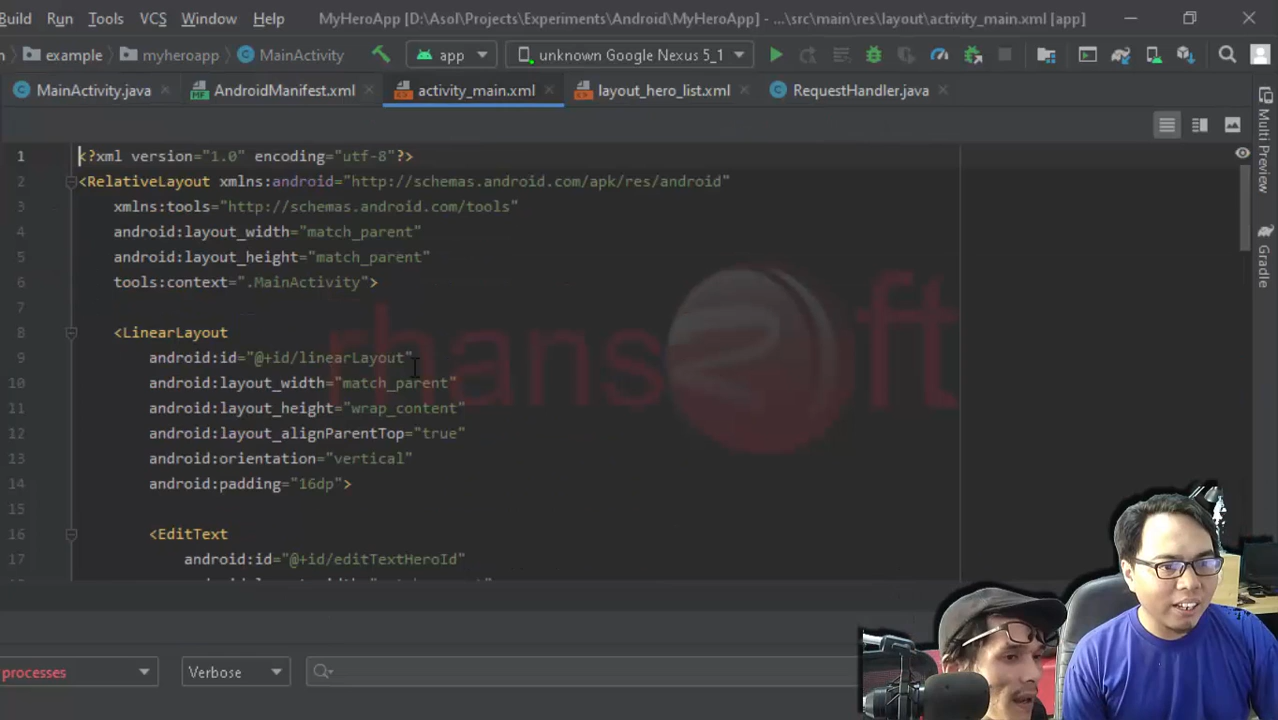 Build Run Tools VCS Window Help MyHeroApp [D:\Asol\Projects\Experiments\Android\MyHeroApp] - ...\src\main\res\layout\activity_main.xml [app]
example myheroapp MainActivity app unknown Google Nexus 5_1
MainActivity.java AndroidManifest.xml activity_main.xml layout_hero_list.xml RequestHandler.java
Multi Preview
Gradle
1 <?xml version="1.0" encoding="utf-8"?>
2 <RelativeLayout xmlns:android="http://schemas.android.com/apk/res/android"
3 xmlns:tools="http://schemas.android.com/tools"
4 android:layout_width="match_parent"
5 android:layout_height="match_parent"
6 tools:context=".MainActivity">
7
8 <LinearLayout
9 android:id="@+id/linearLayout"
10 android:layout_width="match_parent"
11 android:layout_height="wrap_content"
12 android:layout_alignParentTop="true"
13 android:orientation="vertical"
14 android:padding="16dp">
15
16 <EditText
17 android:id="@+id/editTextHeroId"
rhans2ft
processes Verbose